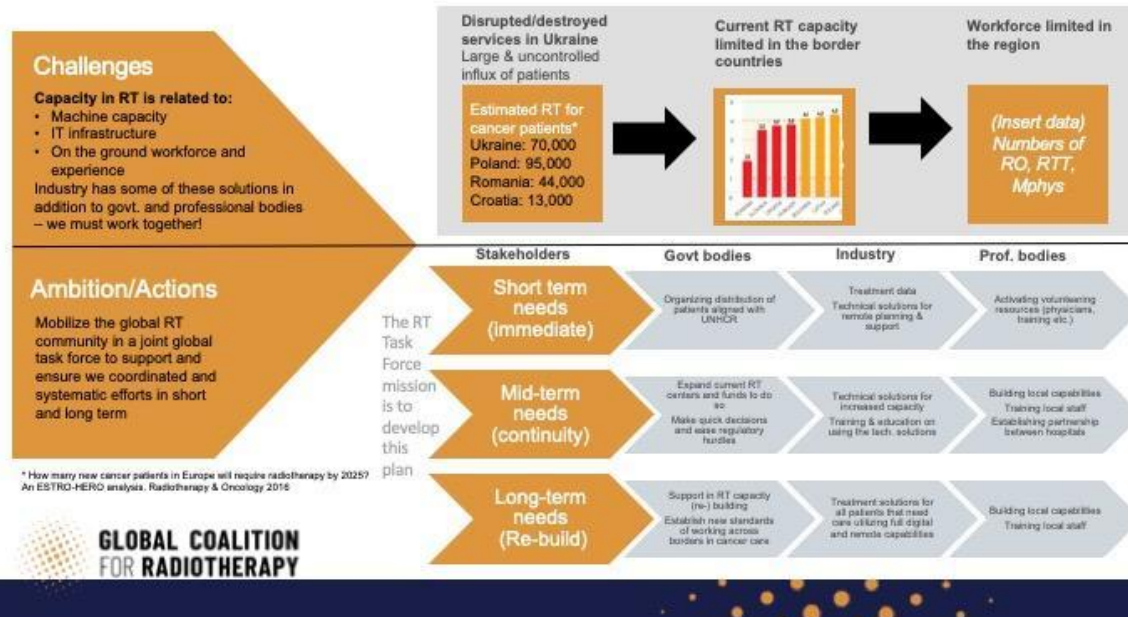 Challenges
Capacity in RT is related to:
• Machine capacity
• IT infrastructure
• On the ground workforce and
experience
Industry has some of these solutions in
addition to govt. and professional bodies
– we must work together!
Disrupted/destroyed
services in Ukraine
Large & uncontrolled
influx of patients
Estimated RT for
cancer patients*
Ukraine: 70,000
Poland: 95,000
Romania: 44,000
Croatia: 13,000
Current RT capacity
limited in the border
countries
Workforce limited in
the region
(Insert data)
Numbers of
RO, RTT,
Mphys
Ambition/Actions
Mobilize the global RT
community in a joint global
task force to support and
ensure we coordinated and
systematic efforts in short
and long term
The RT
Task
Force
mission
is to
develop
this
plan
Stakeholders
Govt bodies
Industry
Prof. bodies
Short term
needs
(immediate)
Organizing distribution of
patients aligned with
UNHCR
Treatment data
Technical solutions for
remote planning &
support
Activating volunteering
resources (physicians,
training etc.)
Mid-term
needs
(continuity)
Expand current RT
centers and funds to do
so
Make quick decisions
and ease regulatory
hurdles
Technical solutions for
increased capacity
Training & education on
using the tech. solutions
Building local capabilities
Training local staff
Establishing partnership
between hospitals
Long-term
needs
(Re-build)
Support in RT capacity
(re-) building
Establish new standards
of working across
borders in cancer care
Treatment solutions for
all patients that need
care utilizing full digital
and remote capabilities
Building local capabilities
Training local staff
* How many new cancer patients in Europe will require radiotherapy by 2025?
An ESTRO-HERO analysis. Radiotherapy & Oncology 2016
GLOBAL COALITION
FOR RADIOTHERAPY